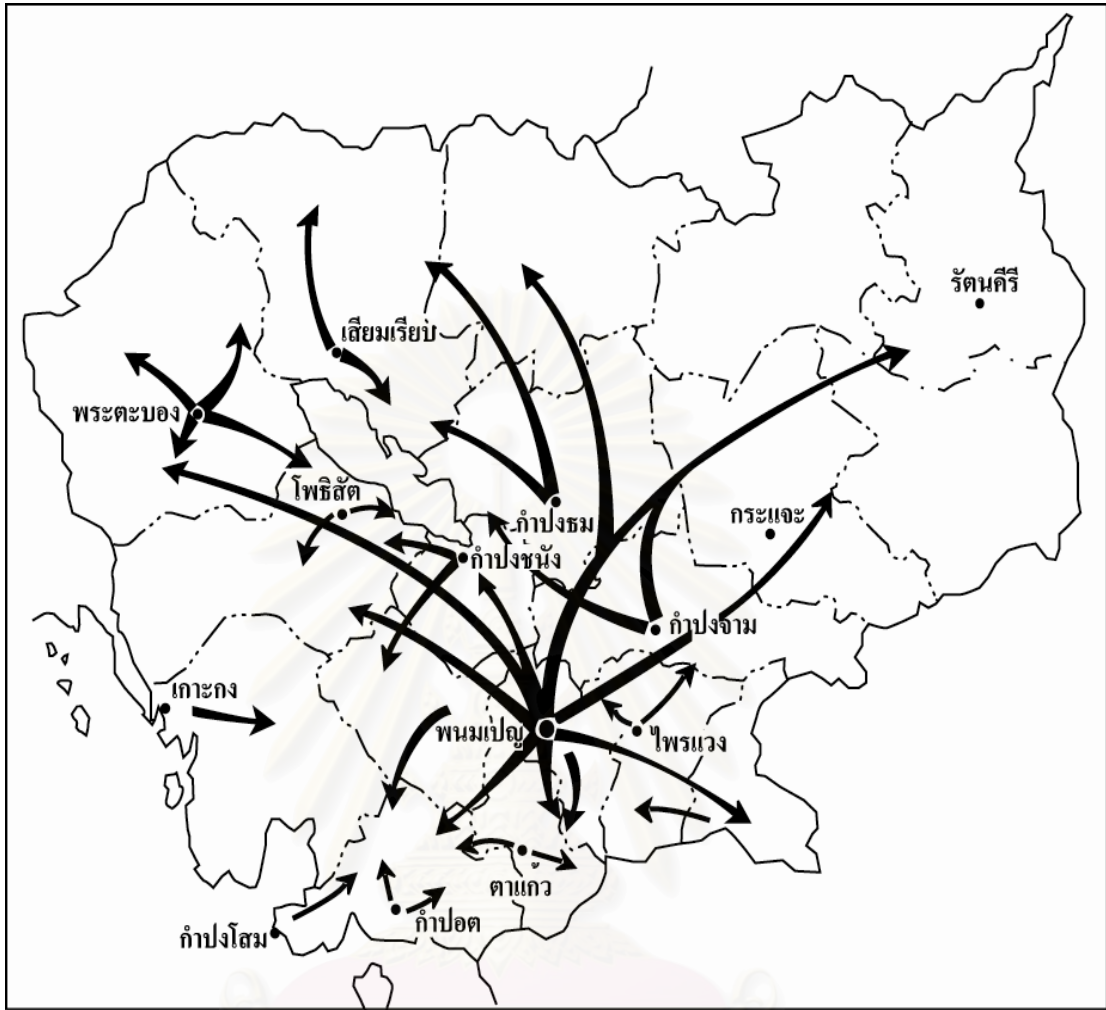 รัตนคีรี
เสียมเรียบ
พระตะบอง
โพธิสัต
กำปงธม
กระแจะ
กำปงชนัง
กำปงจาม
เกาะกง
พนมเปญ
ไพรแวง
ตาแก้ว
กำปอต
กำปงโสม